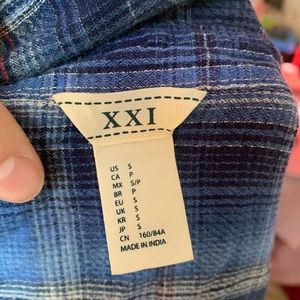 XXI
US S
CA P
MX S/P
BR P
EU S
UK S
KR S
JP S
CN 160/84A
MADE IN INDIA